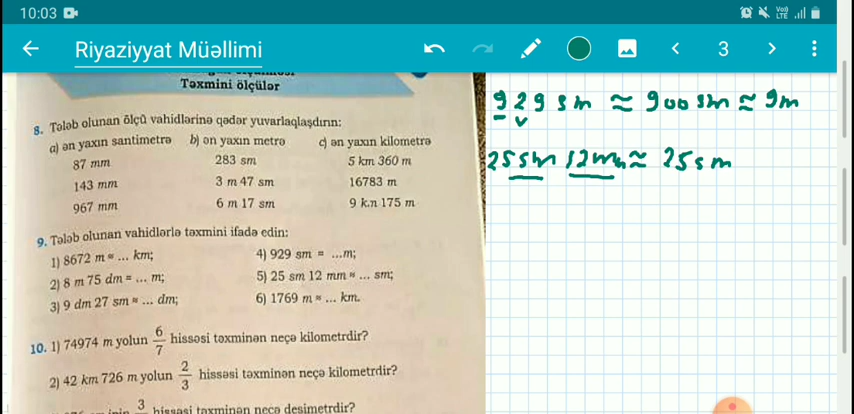 10:03
Riyaziyyat Müəllimi
3
Təxmini ölçülər
8. Tələb olunan ölçü vahidlərinə qədər yuvarlaqlaşdırın:
a) ən yaxın santimetrə b) ən yaxın metrə c) ən yaxın kilometrə
87 mm 283 sm 5 km 360 m
143 mm 3 m 47 sm 16783 m
967 mm 6 m 17 sm 9 km 175 m
9. Tələb olunan vahidlərlə təxmini ifadə edin:
1) 8672 m ≈ ... km; 4) 929 sm = ...m;
2) 8 m 75 dm = ... m; 5) 25 sm 12 mm ≈ ... sm;
3) 9 dm 27 sm ≈ ... dm; 6) 1769 m ≈ ... km.
10. 1) 74974 m yolun 6/7 hissəsi təxminən neçə kilometrdir?
2) 42 km 726 m yolun 2/3 hissəsi təxminən neçə kilometrdir?
3 hissəsi təxminən neçə desimetrdir?
929 sm ≈ 900 sm ≈ 9m
25sm 12mm ≈ 25sm